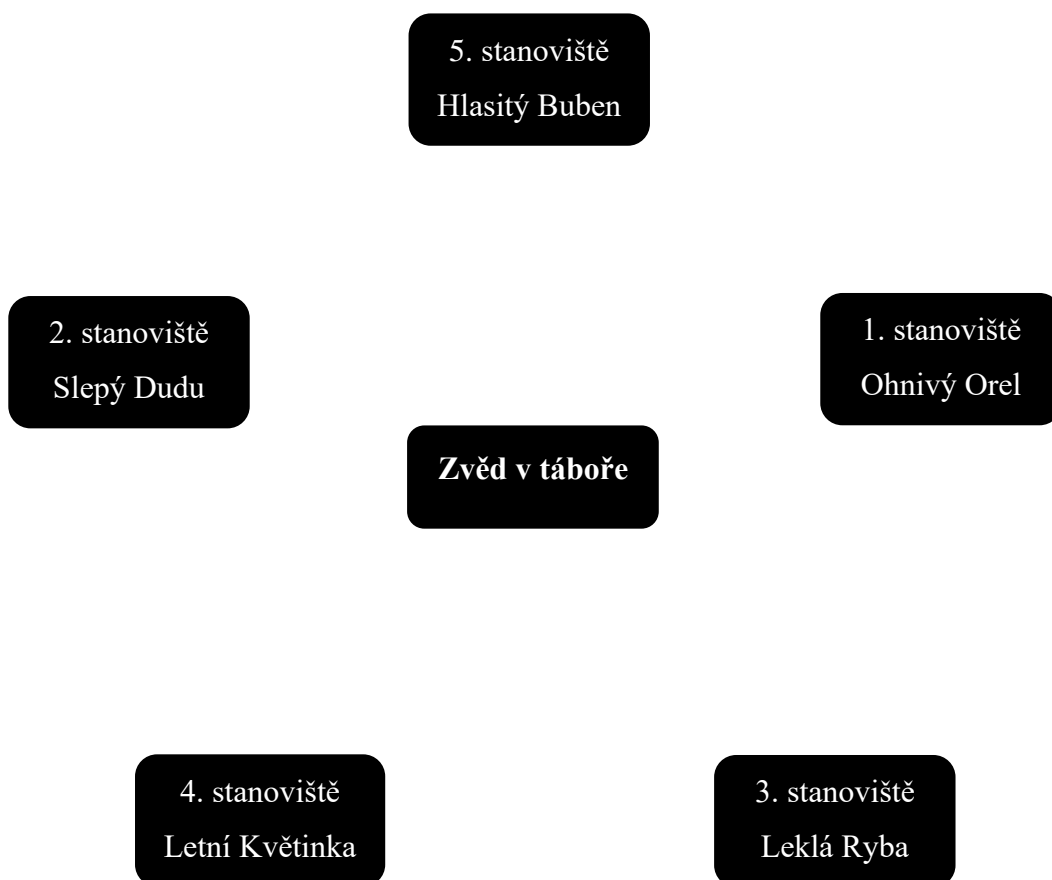 5. stanoviště
Hlasitý Buben
2. stanoviště
Slepý Dudu
1. stanoviště
Ohnivý Orel
Zvěd v táboře
4. stanoviště
Letní Květinka
3. stanoviště
Leklá Ryba